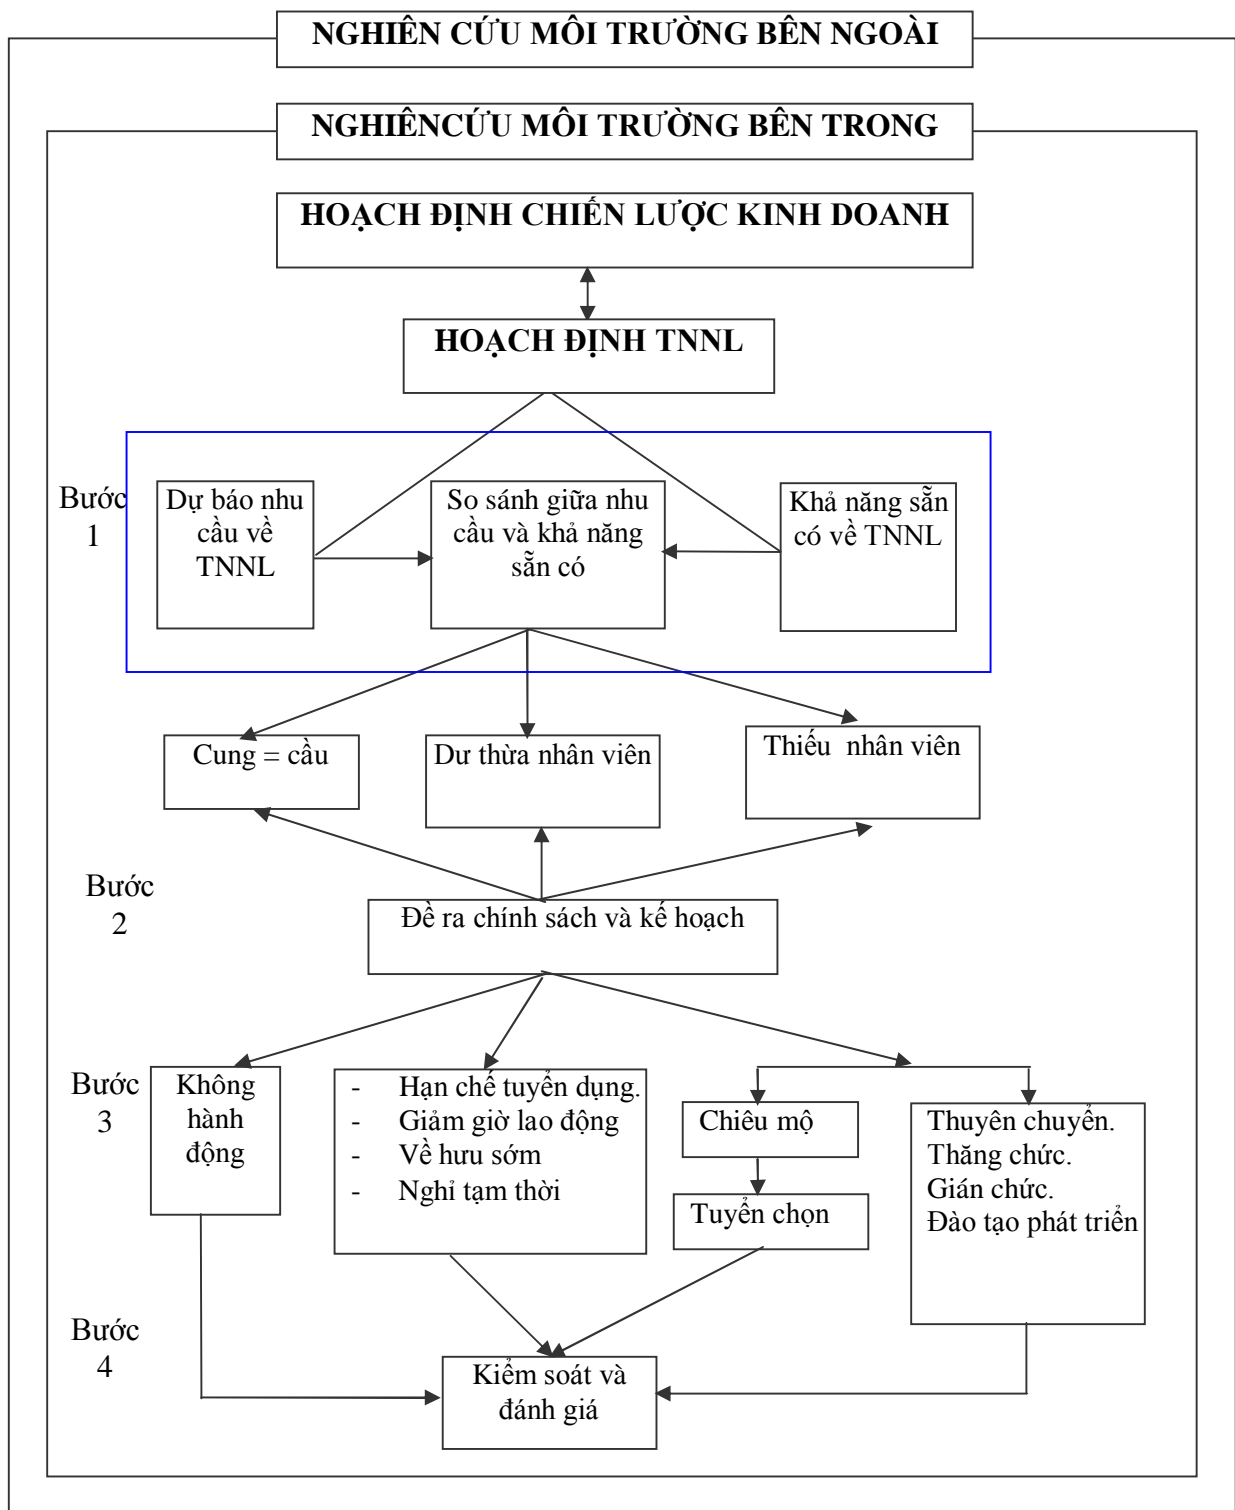 NGHIÊN CỨU MÔI TRƯỜNG BÊN NGOÀI
NGHIÊNCỨU MÔI TRƯỜNG BÊN TRONG
HOẠCH ĐỊNH CHIẾN LƯỢC KINH DOANH
HOẠCH ĐỊNH TNNL
Bước
1
Dự báo nhu
cầu về
TNNL
So sánh giữa nhu
cầu và khả năng
sẵn có
Khả năng sẵn
có về TNNL
Cung = cầu
Dư thừa nhân viên
Thiếu nhân viên
Bước
2
Đề ra chính sách và kế hoạch
Bước
3
Không
hành
động
- Hạn chế tuyển dụng.
- Giảm giờ lao động
- Về hưu sớm
- Nghỉ tạm thời
Chiêu mộ
Tuyển chọn
Thuyên chuyển.
Thăng chức.
Gián chức.
Đào tạo phát triển
Bước
4
Kiểm soát và
đánh giá